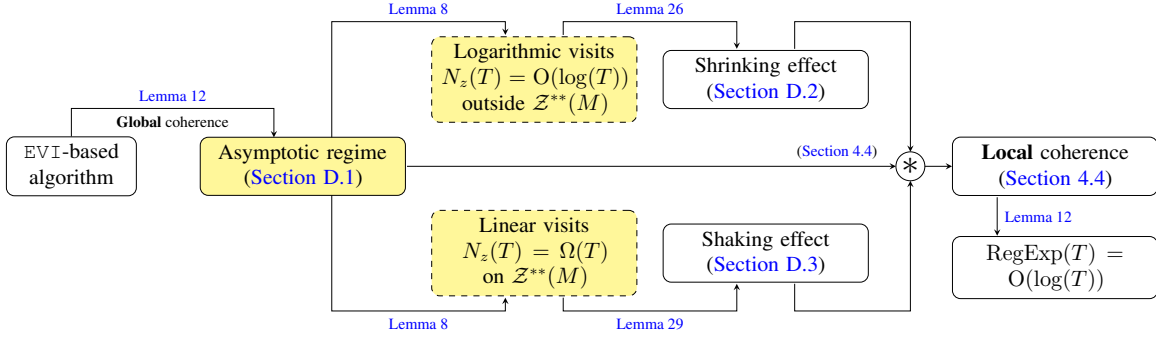 Lemma 8
Lemma 26
Logarithmic visits
N_z(T) = O(log(T))
outside 𝒵**(M)
Shrinking effect
(Section D.2)
Lemma 12
Global coherence
EVI-based
algorithm
Asymptotic regime
(Section D.1)
(Section 4.4)
*
Local coherence
(Section 4.4)
Lemma 12
RegExp(T) =
O(log(T))
Linear visits
N_z(T) = Ω(T)
on 𝒵**(M)
Shaking effect
(Section D.3)
Lemma 8
Lemma 29